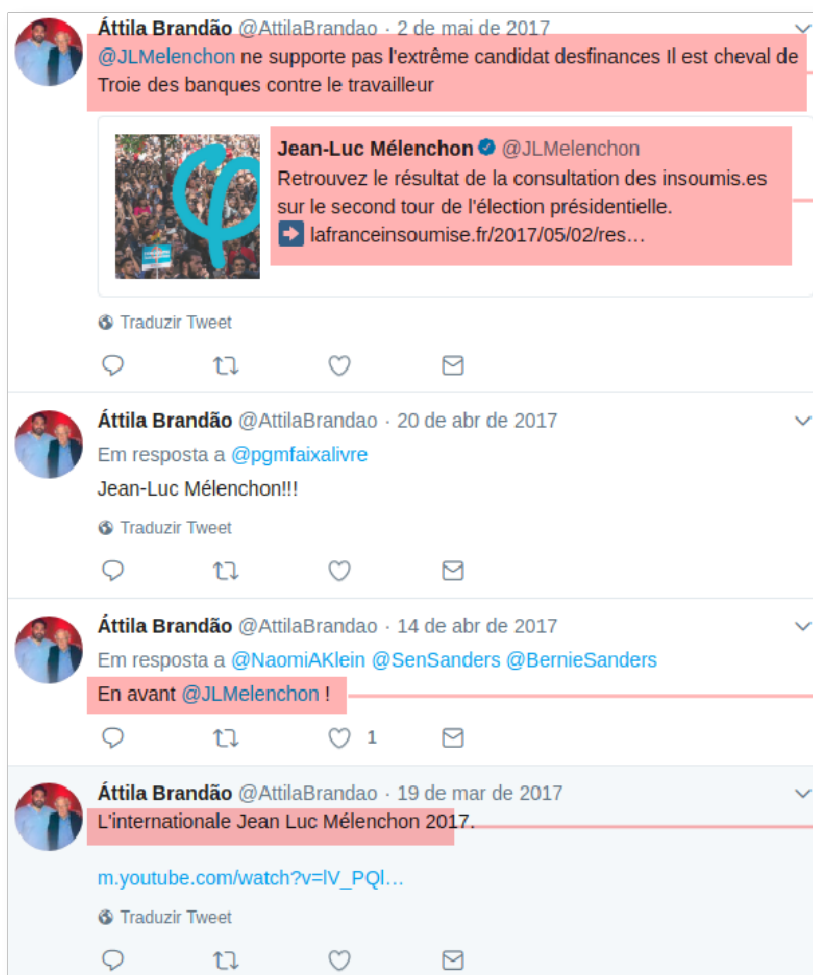 Áttila Brandão @AttilaBrandao · 2 de mai de 2017
@JLMelenchon ne supporte pas l'extrême candidat desfinances Il est cheval de
Troie des banques contre le travailleur
Jean-Luc Mélenchon @JLMelenchon
Retrouvez le résultat de la consultation des insoumis.es
sur le second tour de l'élection présidentielle.
➡ lafranceinsoumise.fr/2017/05/02/res…
Traduzir Tweet
Áttila Brandão @AttilaBrandao · 20 de abr de 2017
Em resposta a @pgmfaixalivre
Jean-Luc Mélenchon!!!
Traduzir Tweet
Áttila Brandão @AttilaBrandao · 14 de abr de 2017
Em resposta a @NaomiAKlein @SenSanders @BernieSanders
En avant @JLMelenchon !
1
Áttila Brandão @AttilaBrandao · 19 de mar de 2017
L'internationale Jean Luc Mélenchon 2017.
m.youtube.com/watch?v=lV_PQl…
Traduzir Tweet